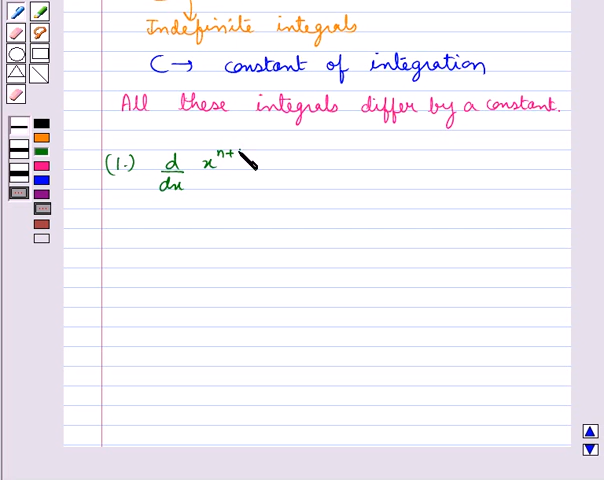 Indefinite integrals
C → constant of integration
All these integrals differ by a constant.
(1.) d/dx x^n+